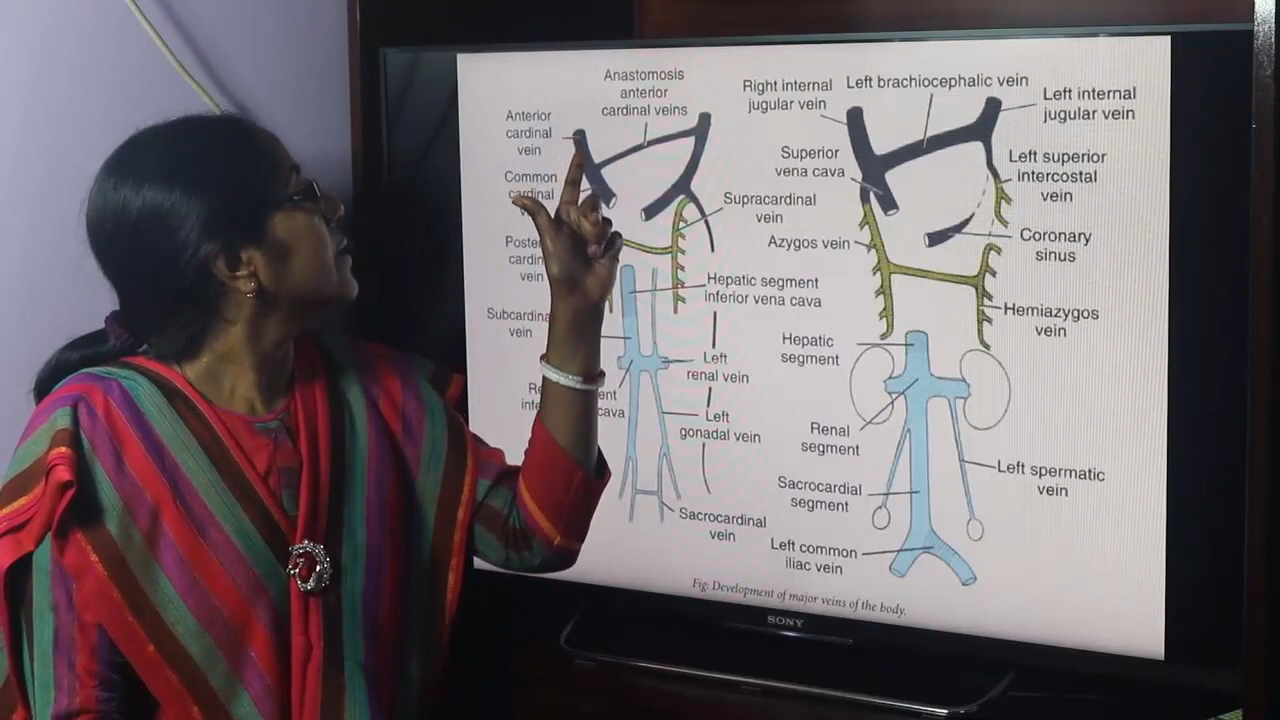 Anastomosis
anterior
cardinal veins
Anterior
cardinal
vein
Common
cardinal
Supracardinal
vein
Hepatic segment
inferior vena cava
vein
Left
renal vein
cava
Left
gonadal vein
Sacrocardinal
vein
Right internal
jugular vein
Left brachiocephalic vein
Left internal
jugular vein
Superior
vena cava
Left superior
intercostal
vein
Azygos vein
Coronary
sinus
Hemiazygos
vein
Hepatic
segment
Renal
segment
Left spermatic
vein
Sacrocardial
segment
Left common
iliac vein
Fig: Development of major veins of the body.
SONY